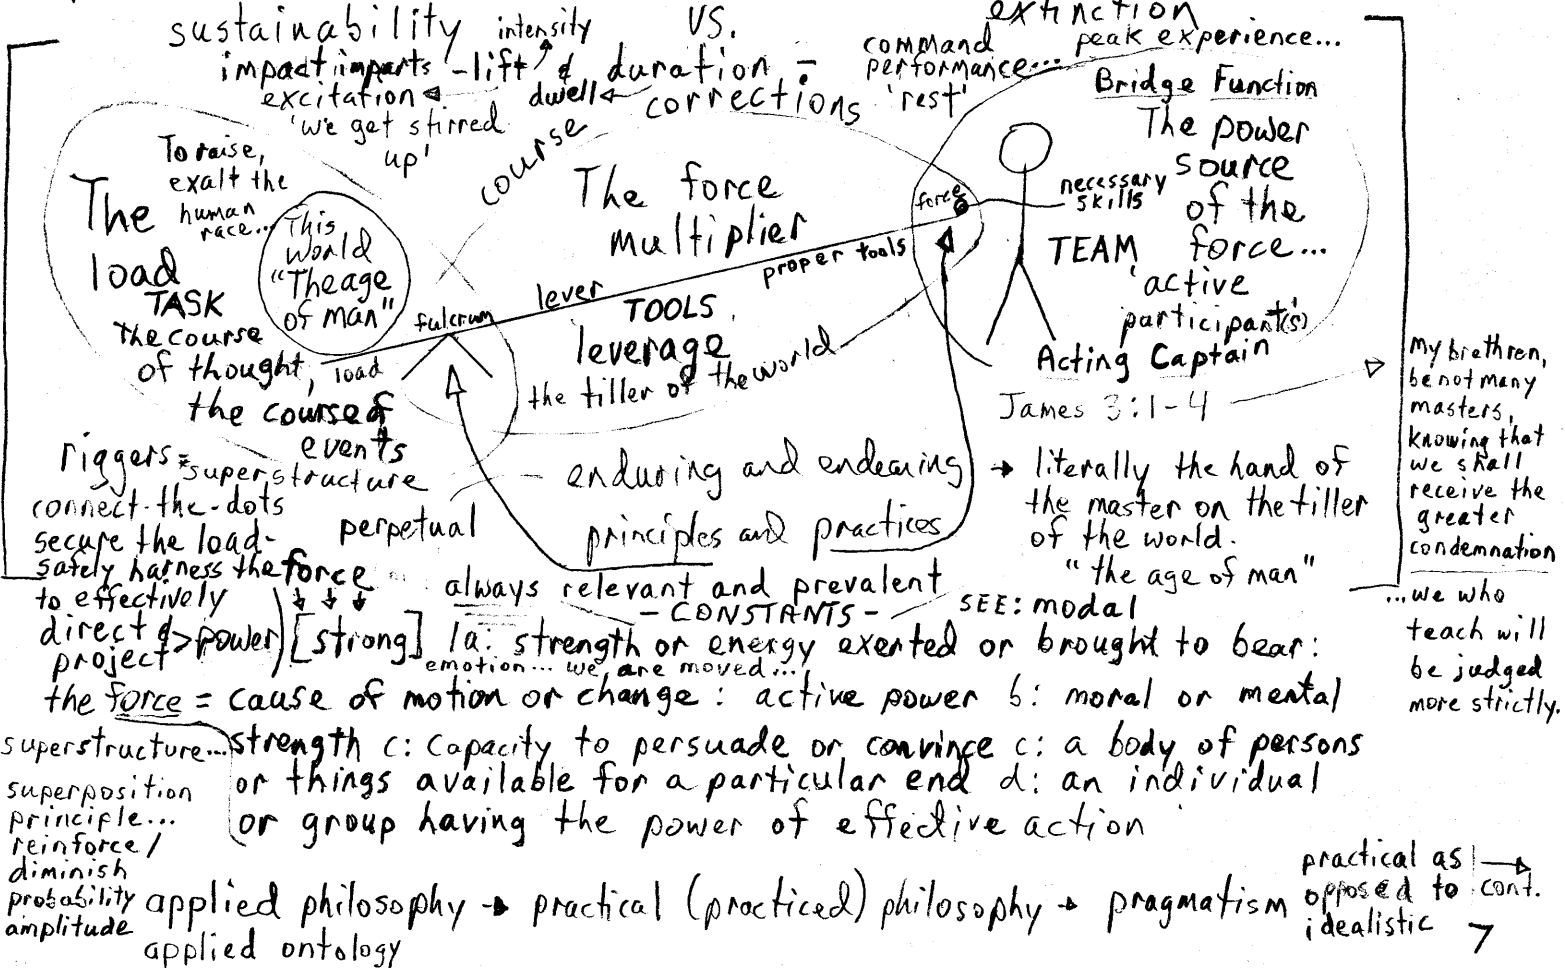 sustainability intensity VS. extinction
impact imparts - lift & duration - command peak experience...
performance...
excitation dwell corrections 'rest'
'we get stirred up'
course
Bridge Function
The power
source
of the
force...
'active
participant(s)'
To raise,
exalt the
human
race...
The
load
TASK
the course
of thought,
the course of
events
This
world
"The age
of man"
load
fulcrum
lever
The force
multiplier
proper tools
TOOLS
leverage
the tiller of the world
force
necessary
skills
TEAM
Acting Captain
James 3:1-4
My brethren,
be not many
masters,
knowing that
we shall
receive the
greater
condemnation
...we who
teach will
be judged
more strictly.
riggers = *superstructure
connect-the-dots
secure the load-
safely harness the force
to effectively
direct &
project > power)
perpetual
- enduring and endearing
principles and practices
always relevant and prevalent
- CONSTANTS -
→ literally the hand of
the master on the tiller
of the world.
"the age of man"
SEE: modal
[strong] 1a: strength or energy exerted or brought to bear:
emotion... we are moved...
the force = cause of motion or change: active power b: moral or mental
strength c: capacity to persuade or convince c: a body of persons
or things available for a particular end d: an individual
or group having the power of effective action
superstructure...
superposition
principle...
reinforce/
diminish
probability
amplitude
applied philosophy → practical (practiced) philosophy → pragmatism
applied ontology
practical as
opposed to
idealistic
→
cont.
7